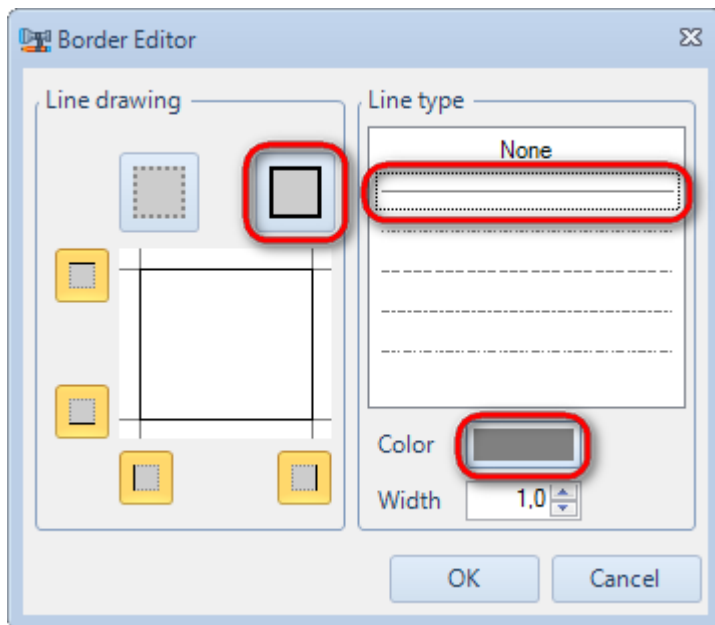 Border Editor
Line drawing
Line type
None
Color
Width
1,0
OK
Cancel